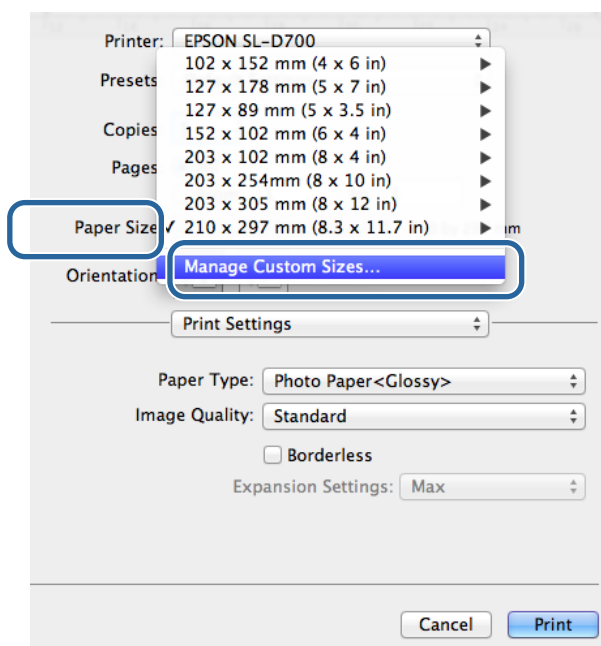 Printer: EPSON SL-D700
102 x 152 mm (4 x 6 in)
Presets
127 x 178 mm (5 x 7 in)
127 x 89 mm (5 x 3.5 in)
Copies
152 x 102 mm (6 x 4 in)
203 x 102 mm (8 x 4 in)
Pages
203 x 254mm (8 x 10 in)
203 x 305 mm (8 x 12 in)
Paper Size ✓ 210 x 297 mm (8.3 x 11.7 in) mm
Manage Custom Sizes...
Orientation
Print Settings
Paper Type: Photo Paper<Glossy>
Image Quality: Standard
Borderless
Expansion Settings: Max
Cancel Print